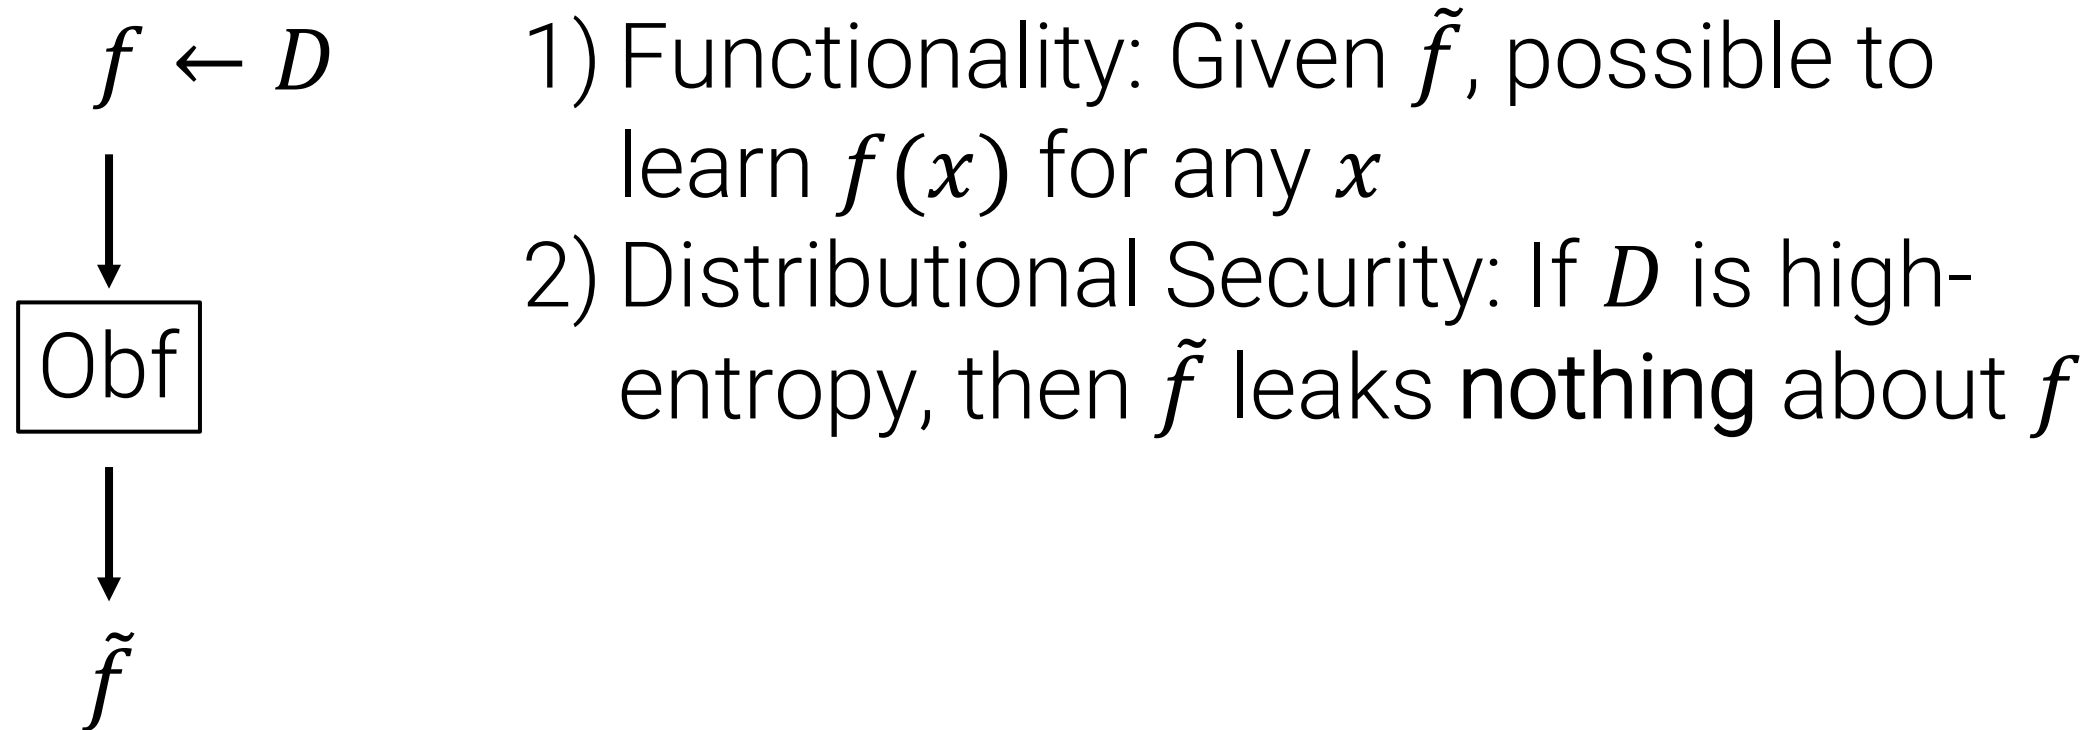 f ← D
Obf
f̃
1) Functionality: Given f̃, possible to
learn f(x) for any x
2) Distributional Security: If D is high-
entropy, then f̃ leaks nothing about f